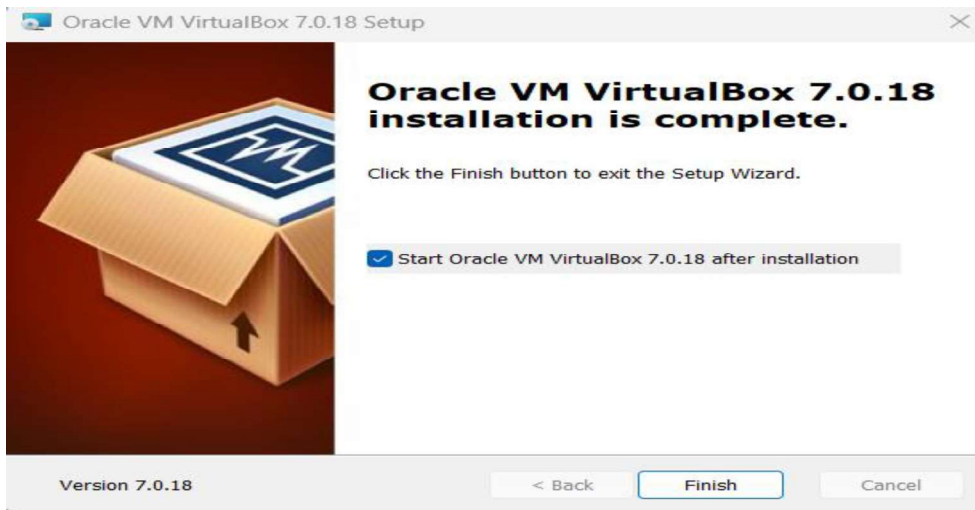 Oracle VM VirtualBox 7.0.18 Setup
Oracle VM VirtualBox 7.0.18
installation is complete.
Click the Finish button to exit the Setup Wizard.
Start Oracle VM VirtualBox 7.0.18 after installation
Version 7.0.18
< Back
Finish
Cancel